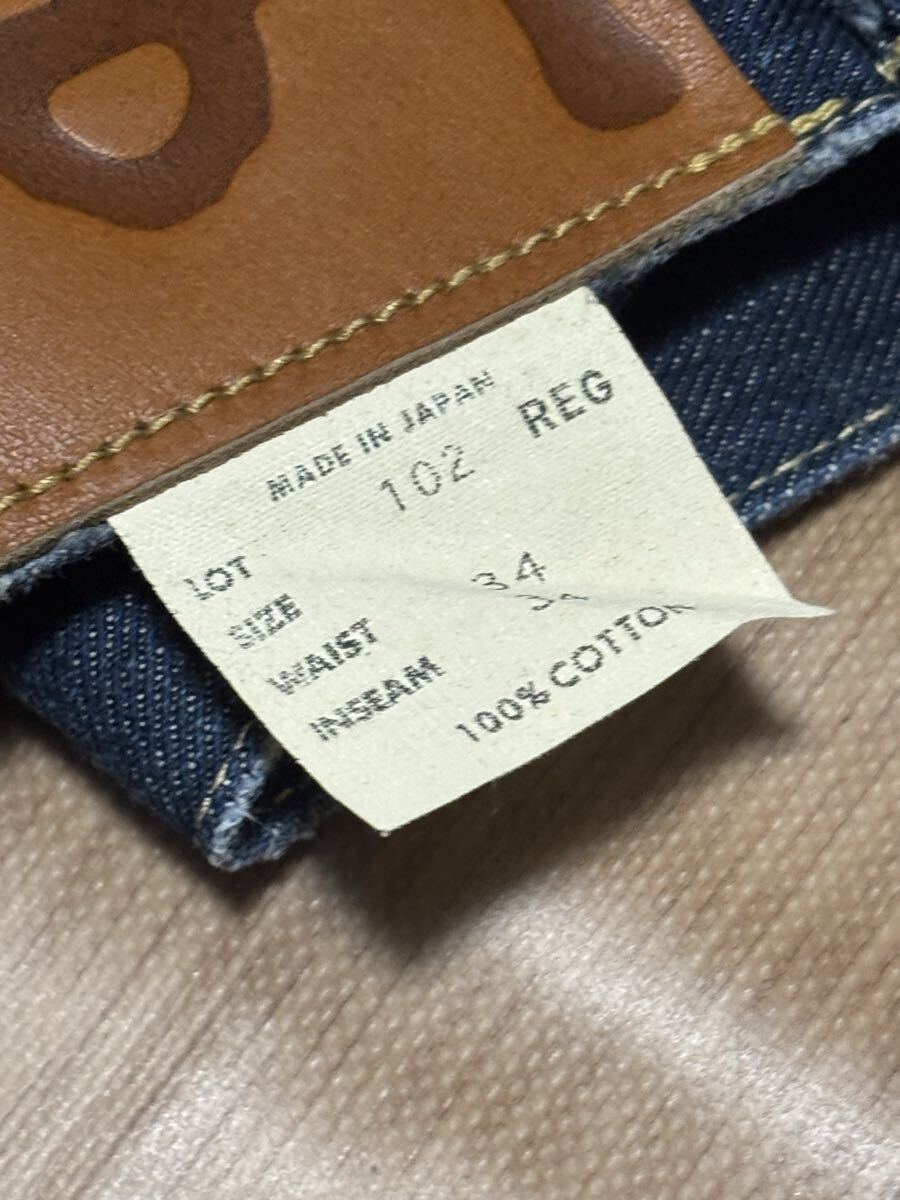 MADE IN JAPAN
LOT 102 REG
SIZE
WAIST 34
INSEAM
100% COTTON